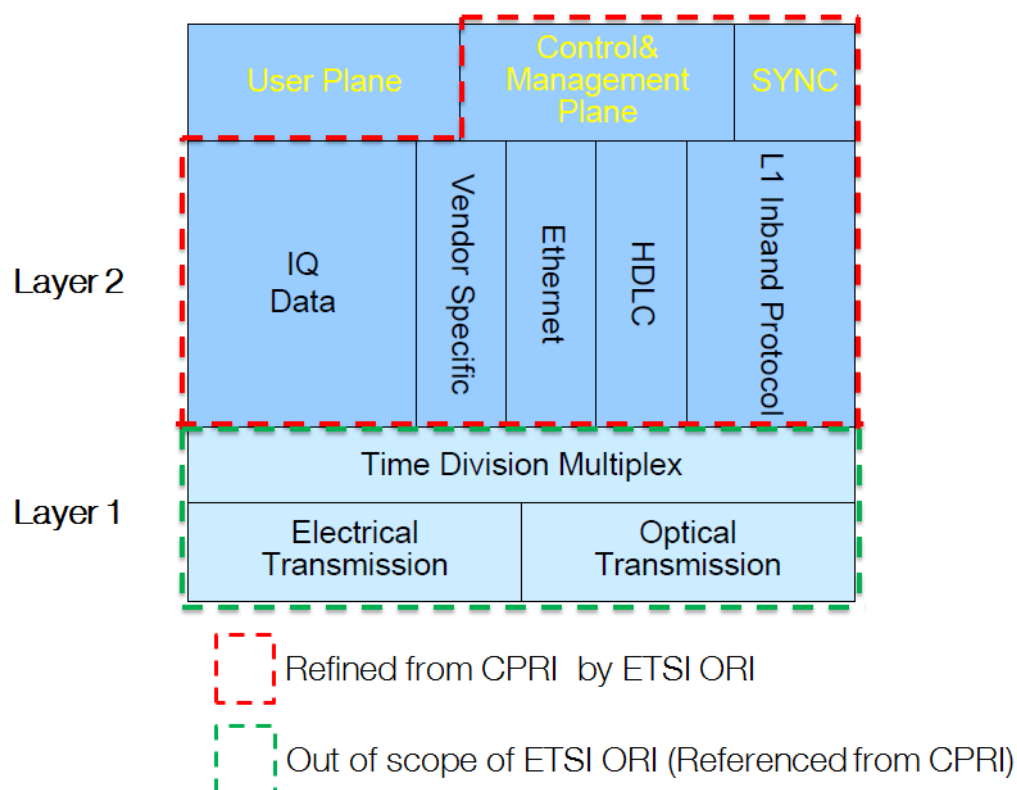 User Plane
Control&
Management
Plane
SYNC
Layer 2
IQ
Data
Vendor Specific
Ethernet
HDLC
L1 Inband Protocol
Layer 1
Time Division Multiplex
Electrical
Transmission
Optical
Transmission
Refined from CPRI by ETSI ORI
Out of scope of ETSI ORI (Referenced from CPRI)